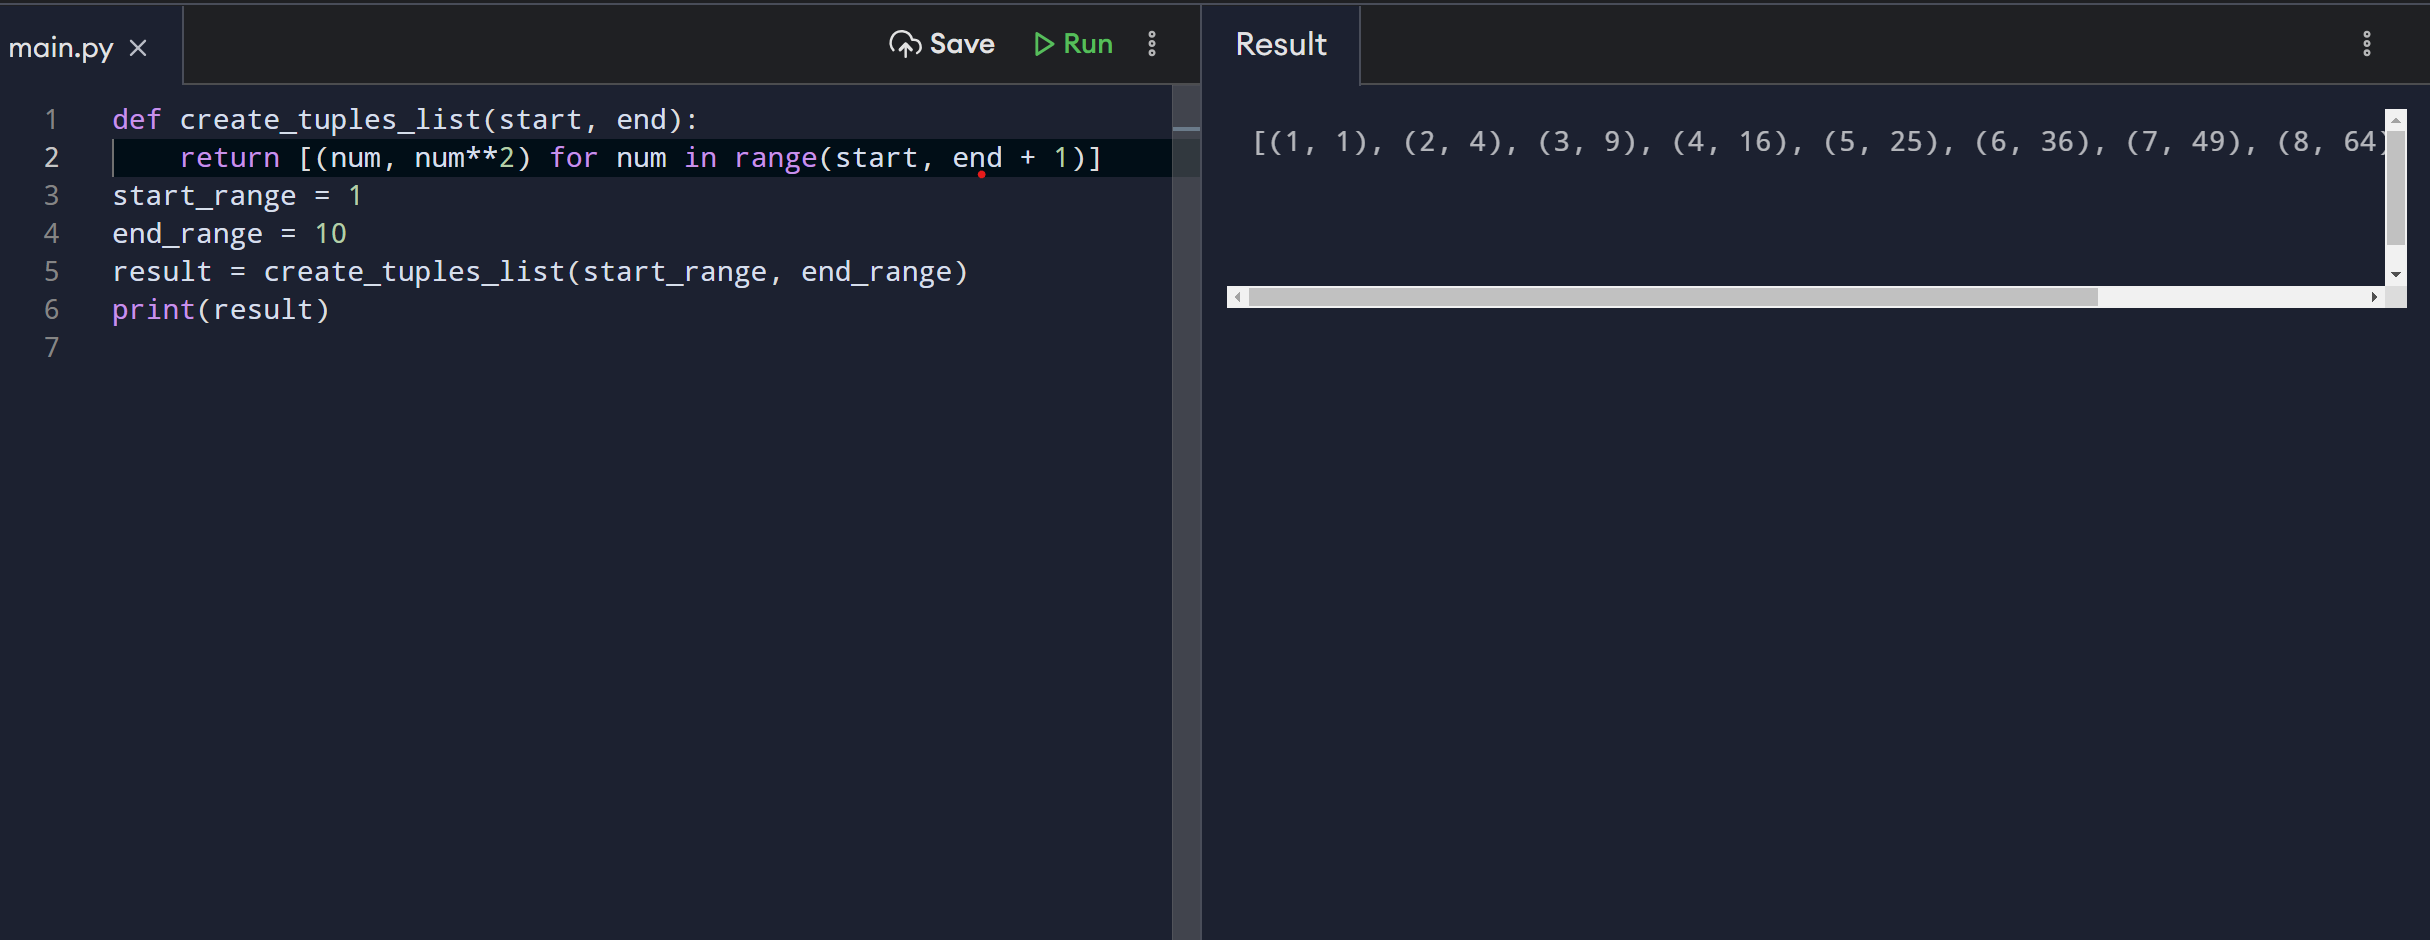 main.py
Save Run
Result
1 def create_tuples_list(start, end):
2     return [(num, num**2) for num in range(start, end + 1)]
3 start_range = 1
4 end_range = 10
5 result = create_tuples_list(start_range, end_range)
6 print(result)
7
[(1, 1), (2, 4), (3, 9), (4, 16), (5, 25), (6, 36), (7, 49), (8, 64)